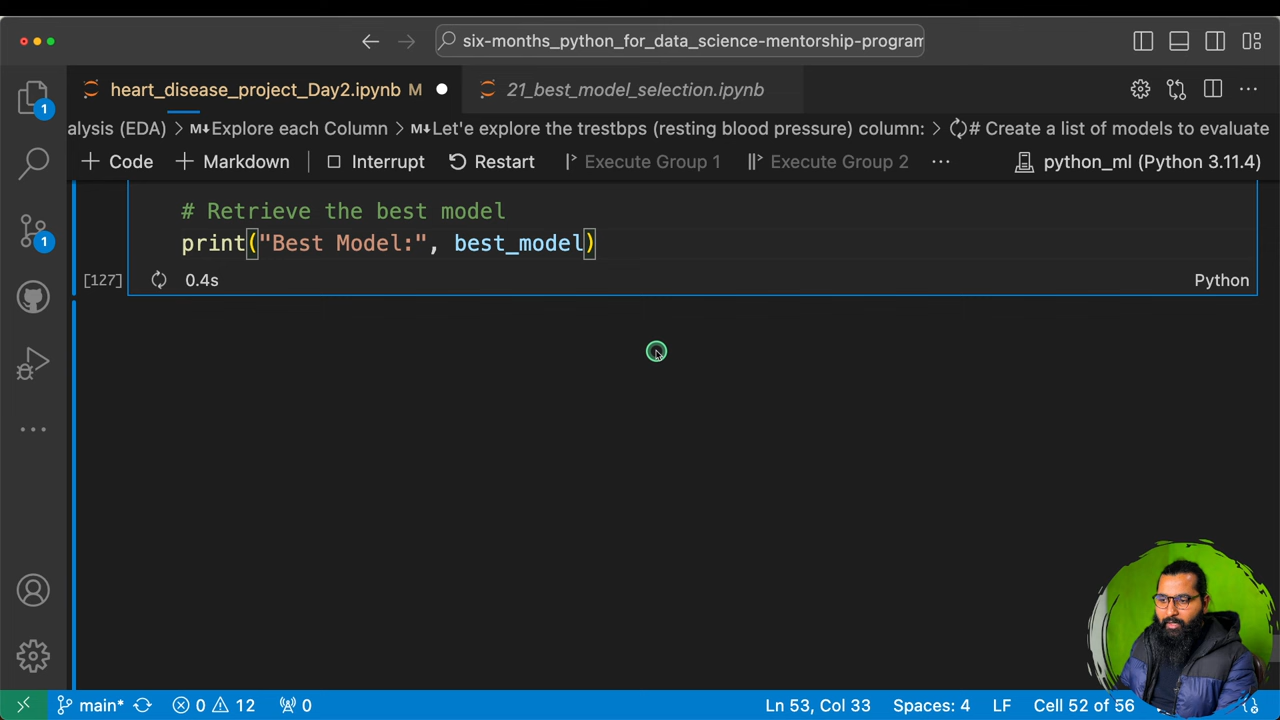 six-months_python_for_data_science-mentorship-program
heart_disease_project_Day2.ipynb M
21_best_model_selection.ipynb
alysis (EDA) > M↓Explore each Column > M↓Let's explore the trestbps (resting blood pressure) column: > # Create a list of models to evaluate
+ Code + Markdown | Interrupt Restart Execute Group 1 Execute Group 2 ... python_ml (Python 3.11.4)
1
# Retrieve the best model
print("Best Model:", best_model)
1
[127] 0.4s Python
main* 0 12 0 Ln 53, Col 33 Spaces: 4 LF Cell 52 of 56